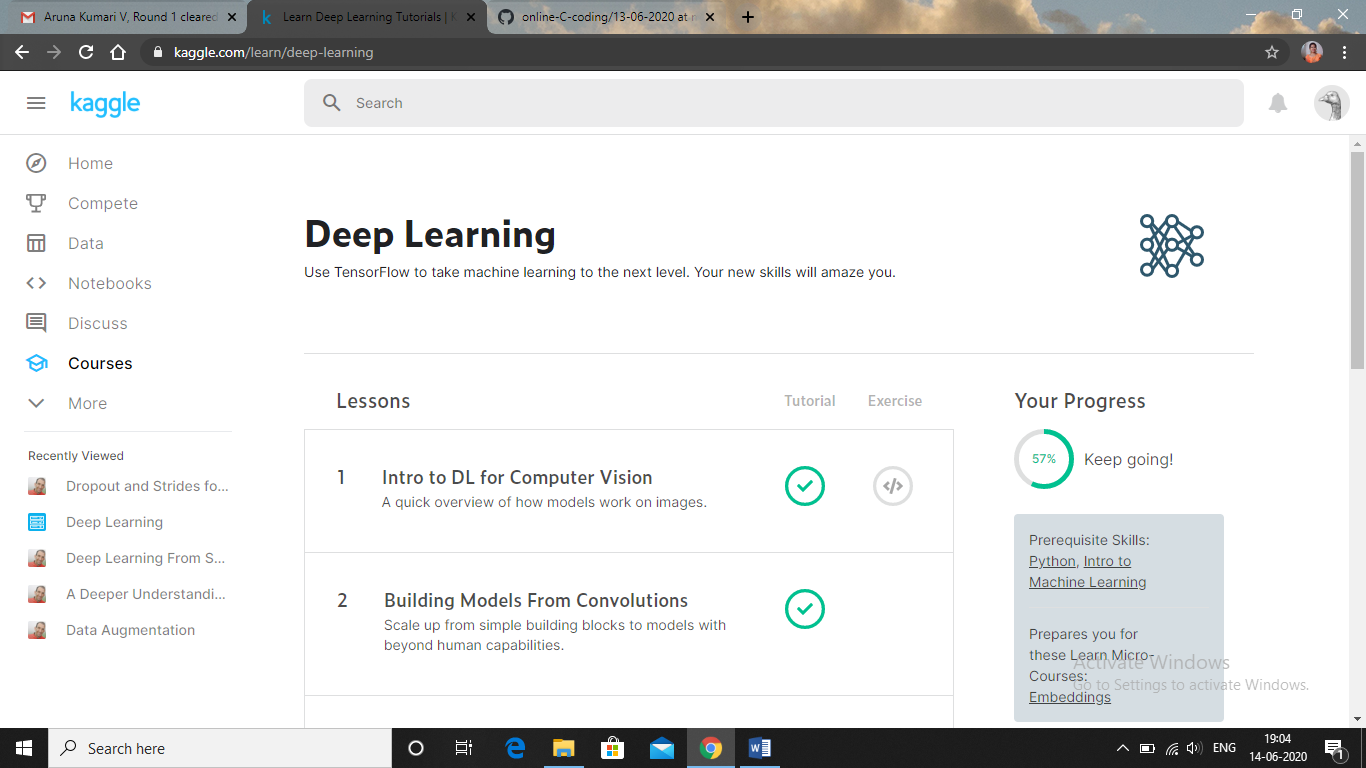 Aruna Kumari V, Round 1 cleared
Learn Deep Learning Tutorials | K
online-C-coding/13-06-2020 at m
kaggle.com/learn/deep-learning
kaggle
Search
Home
Compete
Data
Notebooks
Discuss
Courses
More
Recently Viewed
Dropout and Strides fo...
Deep Learning
Deep Learning From S...
A Deeper Understandi...
Data Augmentation
Deep Learning
Use TensorFlow to take machine learning to the next level. Your new skills will amaze you.
Lessons Tutorial Exercise
1 Intro to DL for Computer Vision
A quick overview of how models work on images.
2 Building Models From Convolutions
Scale up from simple building blocks to models with
beyond human capabilities.
Your Progress
57% Keep going!
Prerequisite Skills:
Python, Intro to
Machine Learning
Prepares you for
these Learn Micro-
Courses:
Embeddings
Activate Windows
Go to Settings to activate Windows.
Search here
ENG
19:04
14-06-2020
1